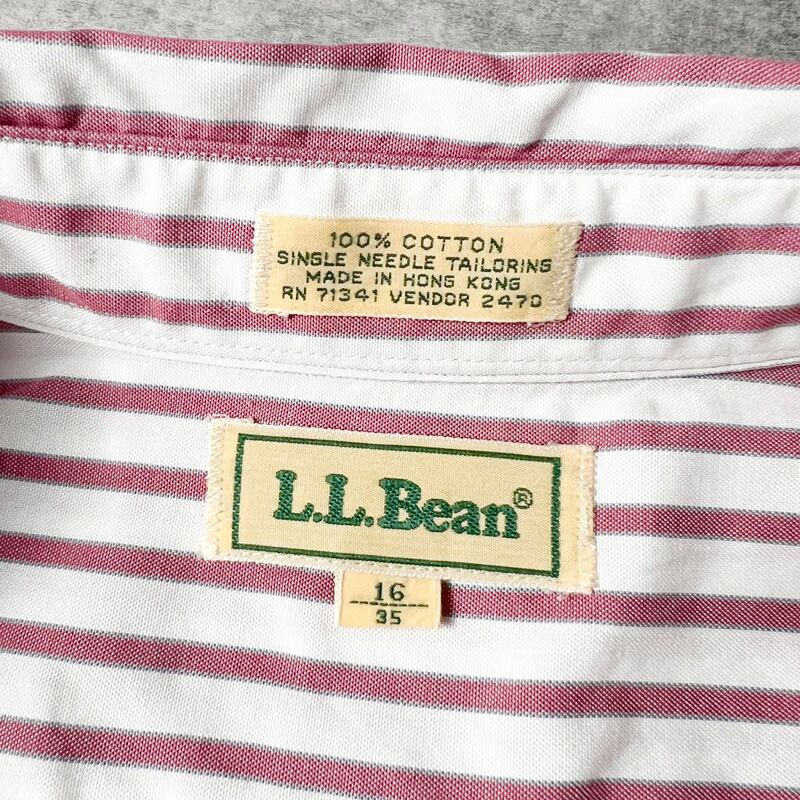 100% COTTON
SINGLE NEEDLE TAILORING
MADE IN HONG KONG
RN 71341 VENDOR 2470
L.L.Bean®
16
35